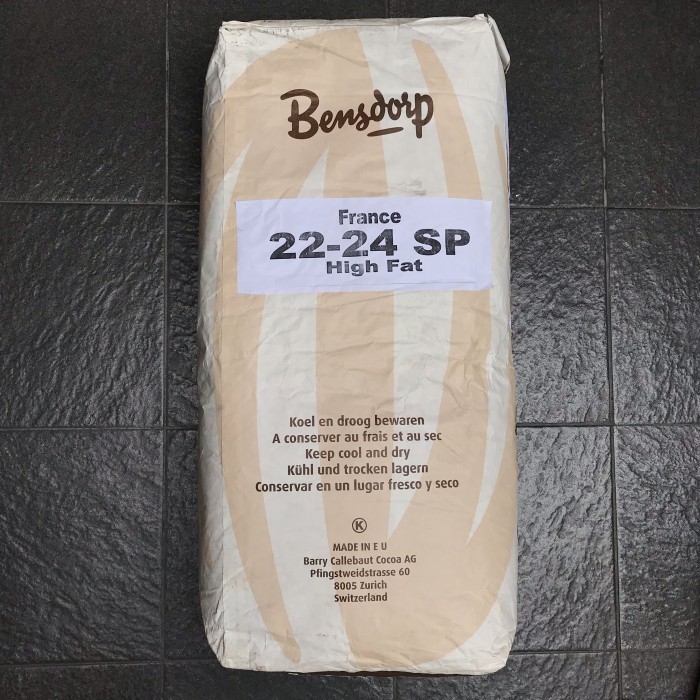 Bensdorp
France
22-24 SP
High Fat
Koel en droog bewaren
A conserver au frais et au sec
Keep cool and dry
Kühl und trocken lagern
Conservar en un lugar fresco y seco
K
MADE IN E U
Barry Callebaut Cocoa AG
Pfingstweidstrasse 60
8005 Zurich
Switzerland